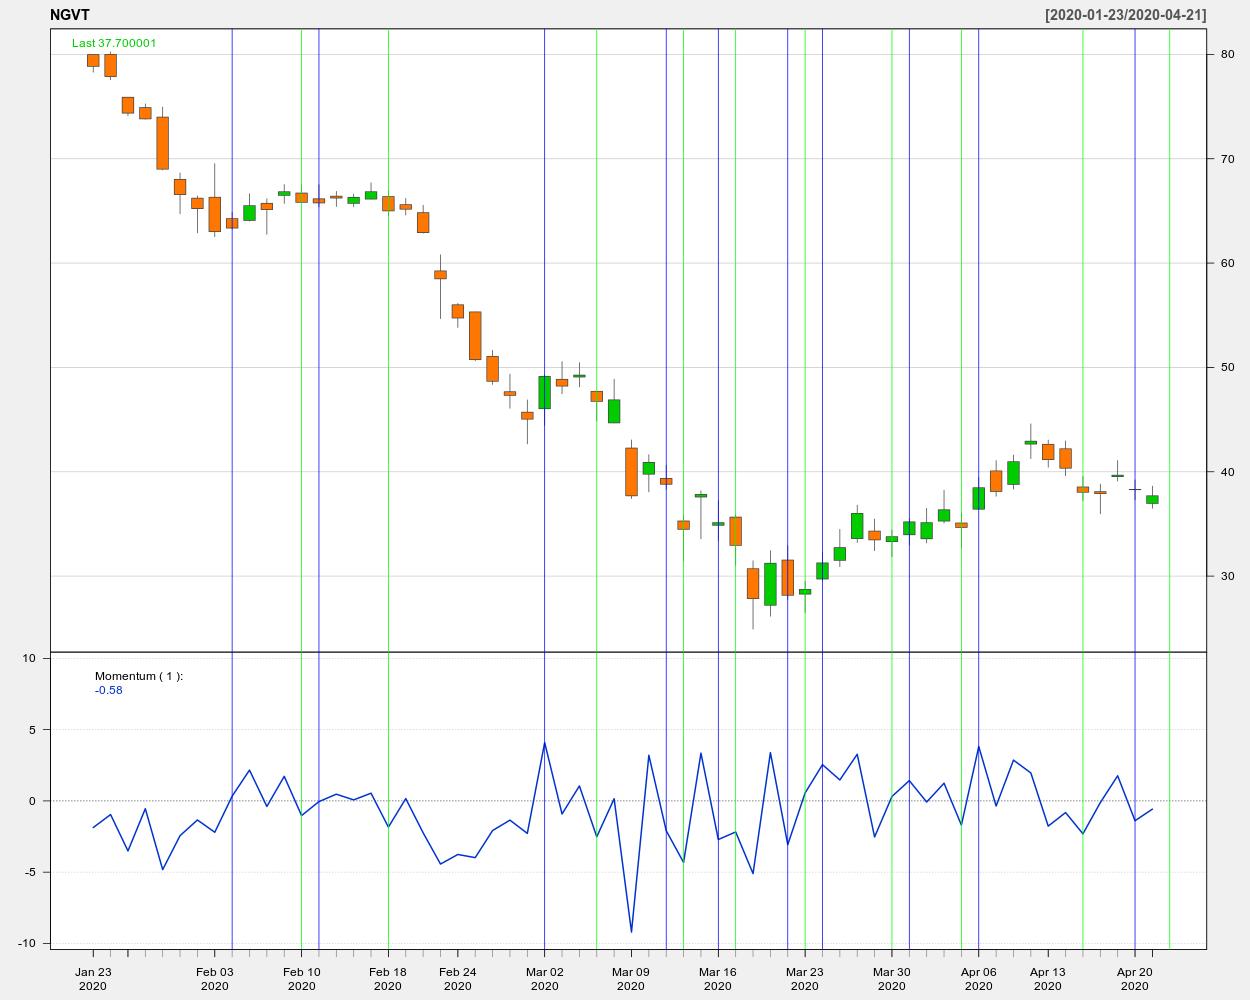 NGVT
[2020-01-23/2020-04-21]
Last 37.700001
80
70
60
50
40
30
10
5
0
-5
-10
Momentum ( 1 ):
-0.58
Jan 23
2020
Feb 03
2020
Feb 10
2020
Feb 18
2020
Feb 24
2020
Mar 02
2020
Mar 09
2020
Mar 16
2020
Mar 23
2020
Mar 30
2020
Apr 06
2020
Apr 13
2020
Apr 20
2020